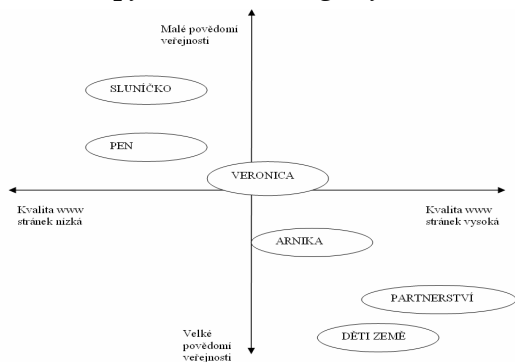 Malé povědomí
veřejnosti
SLUNÍČKO
PEN
VERONICA
Kvalita www
stránek nízká
Kvalita www
stránek vysoká
ARNIKA
PARTNERSTVÍ
DĚTI ZEMĚ
Velké
povědomí
veřejnosti